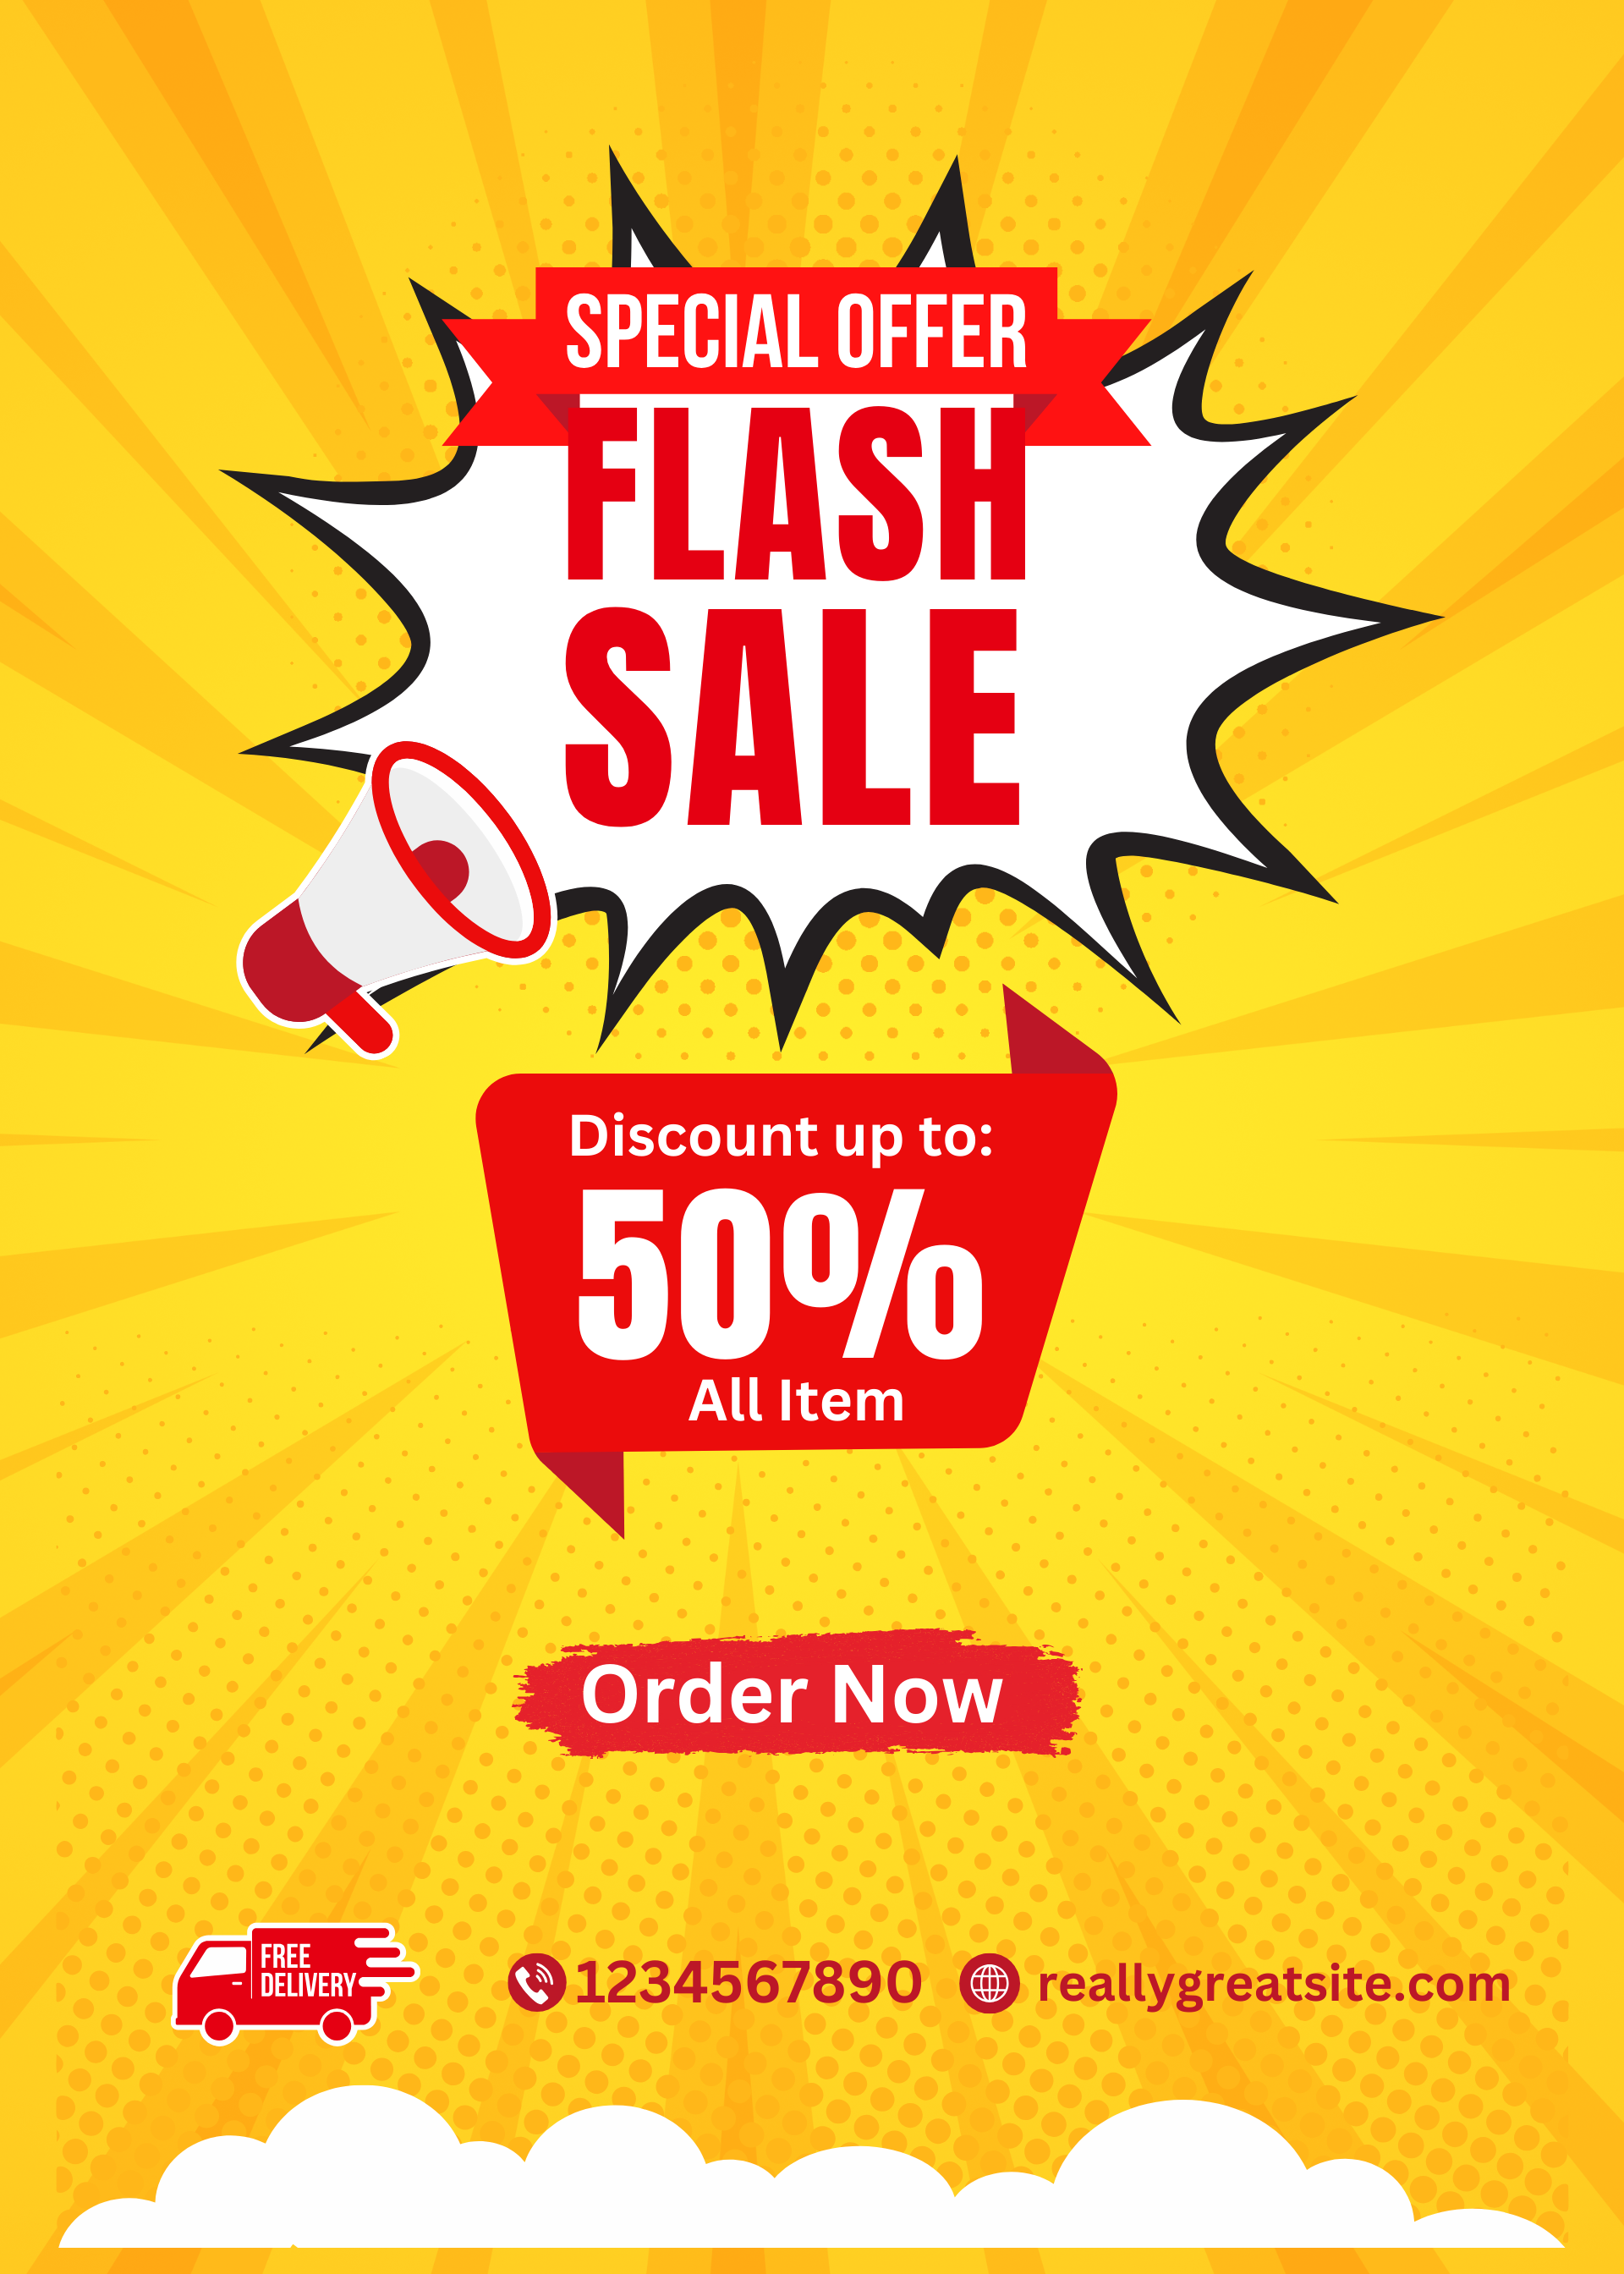 SPECIAL OFFER
FLASH
SALE
Discount up to:
50%
All Item
Order Now
FREE
DELIVERY
1234567890
reallygreatsite.com